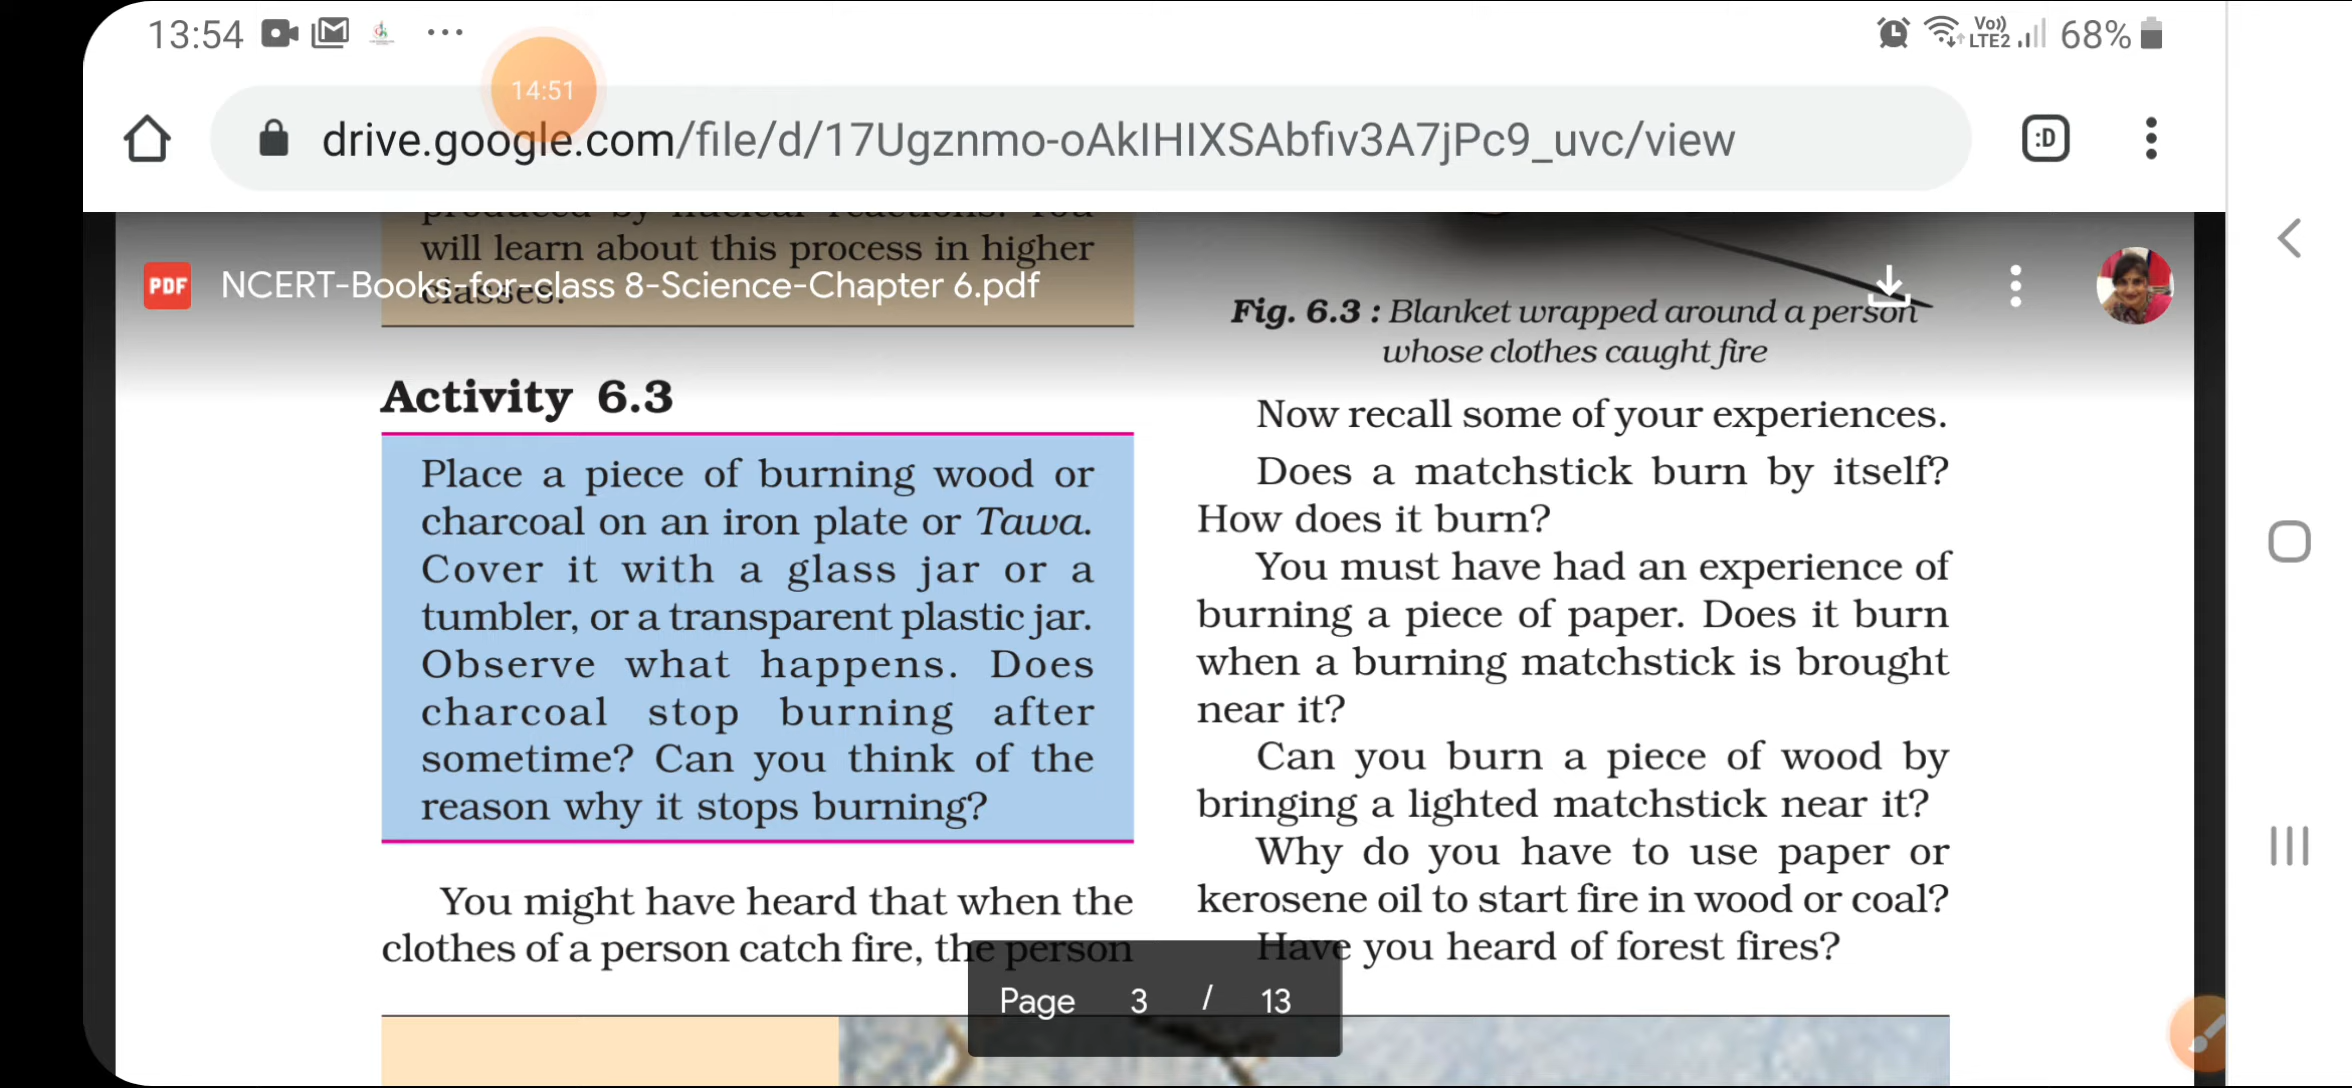 13:54
14:51
Vo))
LTE2
68%
drive.google.com/file/d/17Ugznmo-oAkIHIXSAbfiv3A7jPc9_uvc/view
:D
produced by nuclear reactions. You
will learn about this process in higher
classes.
PDF
NCERT-Books-for-class 8-Science-Chapter 6.pdf
Activity 6.3
Place a piece of burning wood or
charcoal on an iron plate or Tawa.
Cover it with a glass jar or a
tumbler, or a transparent plastic jar.
Observe what happens. Does
charcoal stop burning after
sometime? Can you think of the
reason why it stops burning?
You might have heard that when the
clothes of a person catch fire, the person
Fig. 6.3 : Blanket wrapped around a person
whose clothes caught fire
Now recall some of your experiences.
Does a matchstick burn by itself?
How does it burn?
You must have had an experience of
burning a piece of paper. Does it burn
when a burning matchstick is brought
near it?
Can you burn a piece of wood by
bringing a lighted matchstick near it?
Why do you have to use paper or
kerosene oil to start fire in wood or coal?
Have you heard of forest fires?
Page 3 / 13